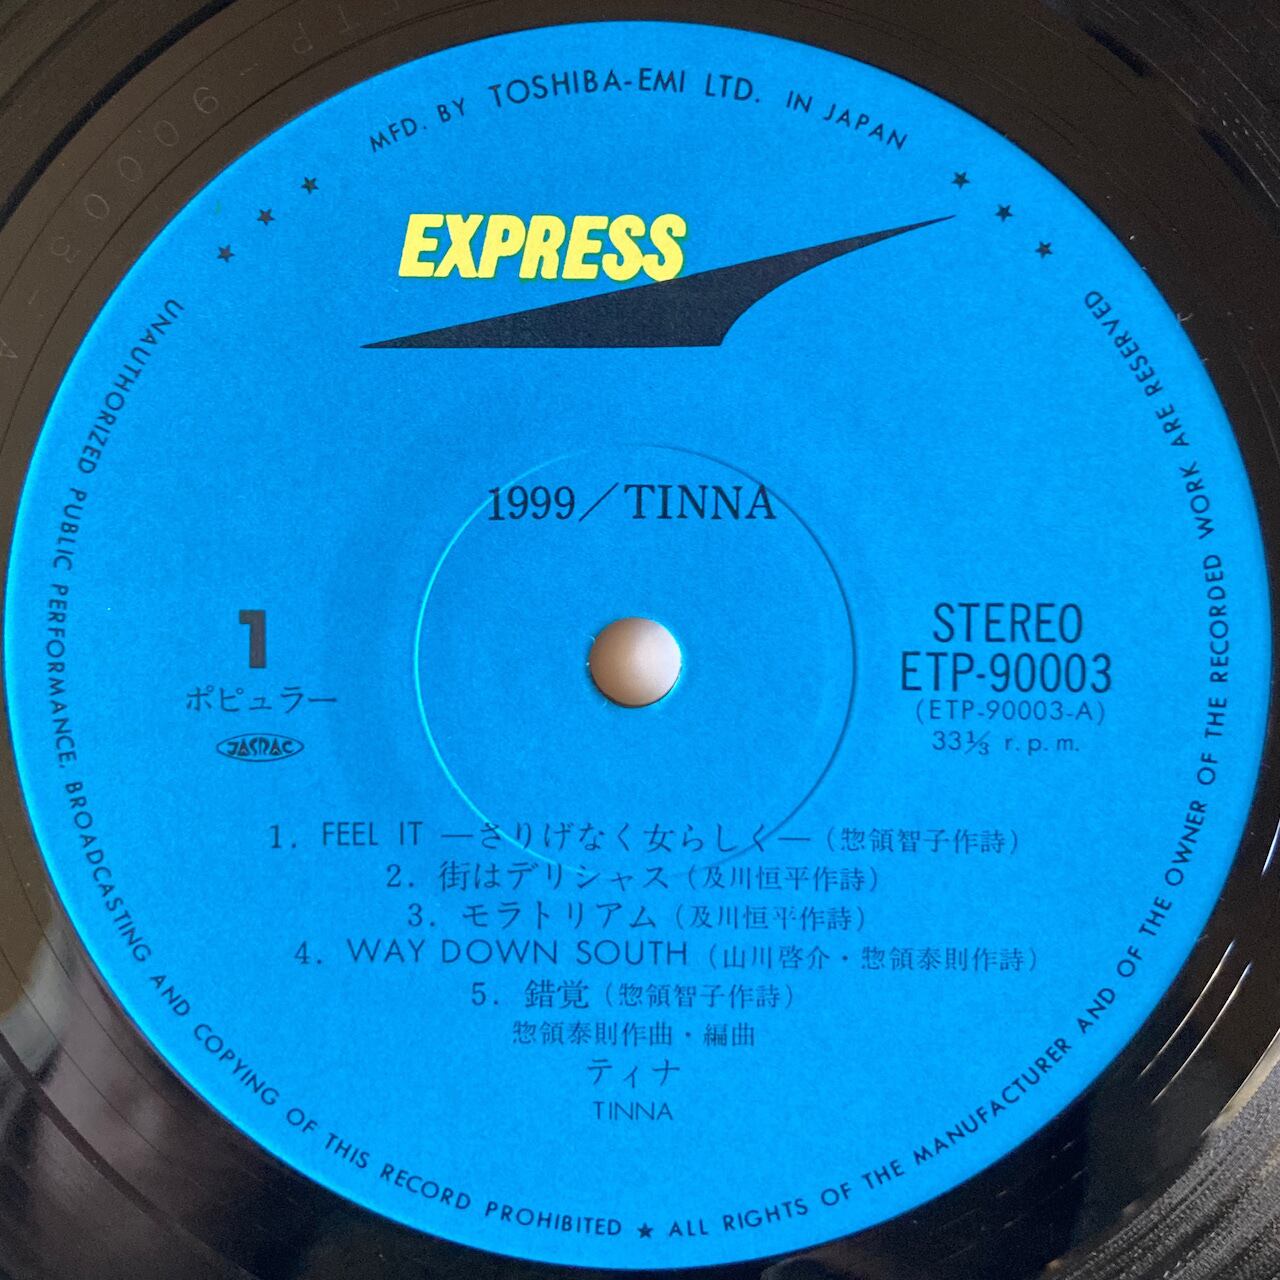 MFD. BY TOSHIBA-EMI LTD. IN JAPAN
EXPRESS
1999／TINNA
1
ポピュラー
JASRAC
STEREO
ETP-90003
(ETP-90003-A)
33⅓ r.p.m.
1. FEEL IT —さりげなく女らしく—（惣領智子作詩）
2. 街はデリシャス（及川恒平作詩）
3. モラトリアム（及川恒平作詩）
4. WAY DOWN SOUTH（山川啓介・惣領泰則作詩）
5. 錯覚（惣領智子作詩）
惣領泰則作曲・編曲
ティナ
TINNA
UNAUTHORIZED PUBLIC PERFORMANCE, BROADCASTING AND COPYING OF THIS RECORD PROHIBITED ★ ALL RIGHTS OF THE MANUFACTURER AND OF THE OWNER OF THE RECORDED WORK ARE RESERVED